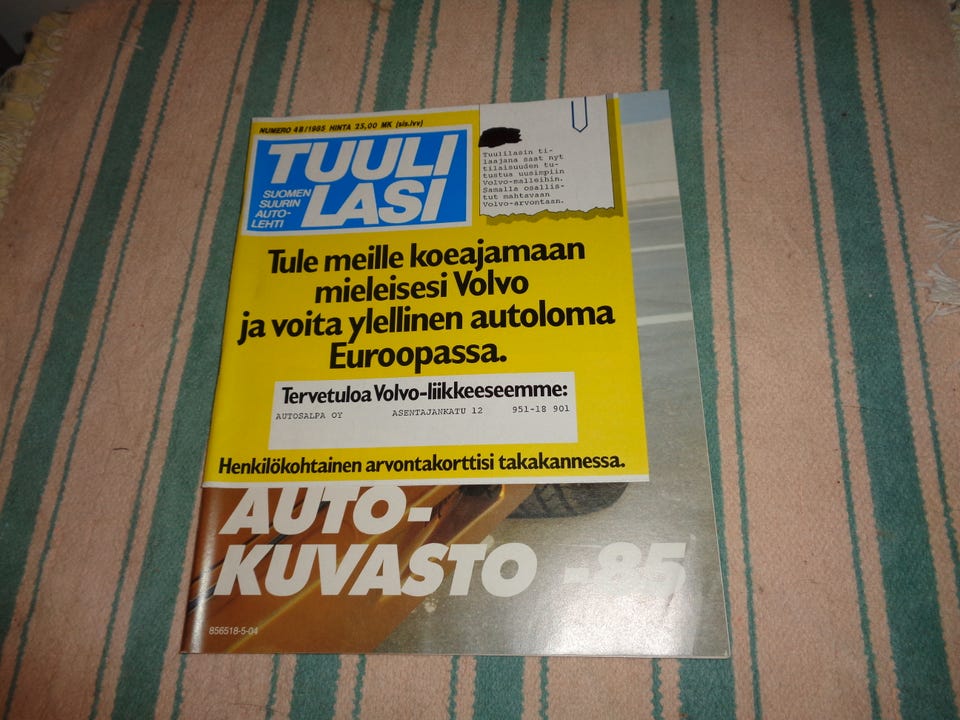 NUMERO 4B/1985 HINTA 25,00 MK (sis.lvv)
TUULI
LASI
SUOMEN
SUURIN
AUTO-
LEHTI
Tuulilasin ti-
laajana saat nyt
tilaisuuden tu-
tustua uusimpiin
Volvo-malleihin.
Samalla osallis-
tut mahtavaan
Volvo-arvontaan.
Tule meille koeajamaan
mieleisesi Volvo
ja voita ylellinen autoloma
Euroopassa.
Tervetuloa Volvo-liikkeeseemme:
AUTOSALPA OY ASENTAJANKATU 12 951-18 901
Henkilökohtainen arvontakorttisi takakannessa.
AUTO-
KUVASTO -85
856518-5-04